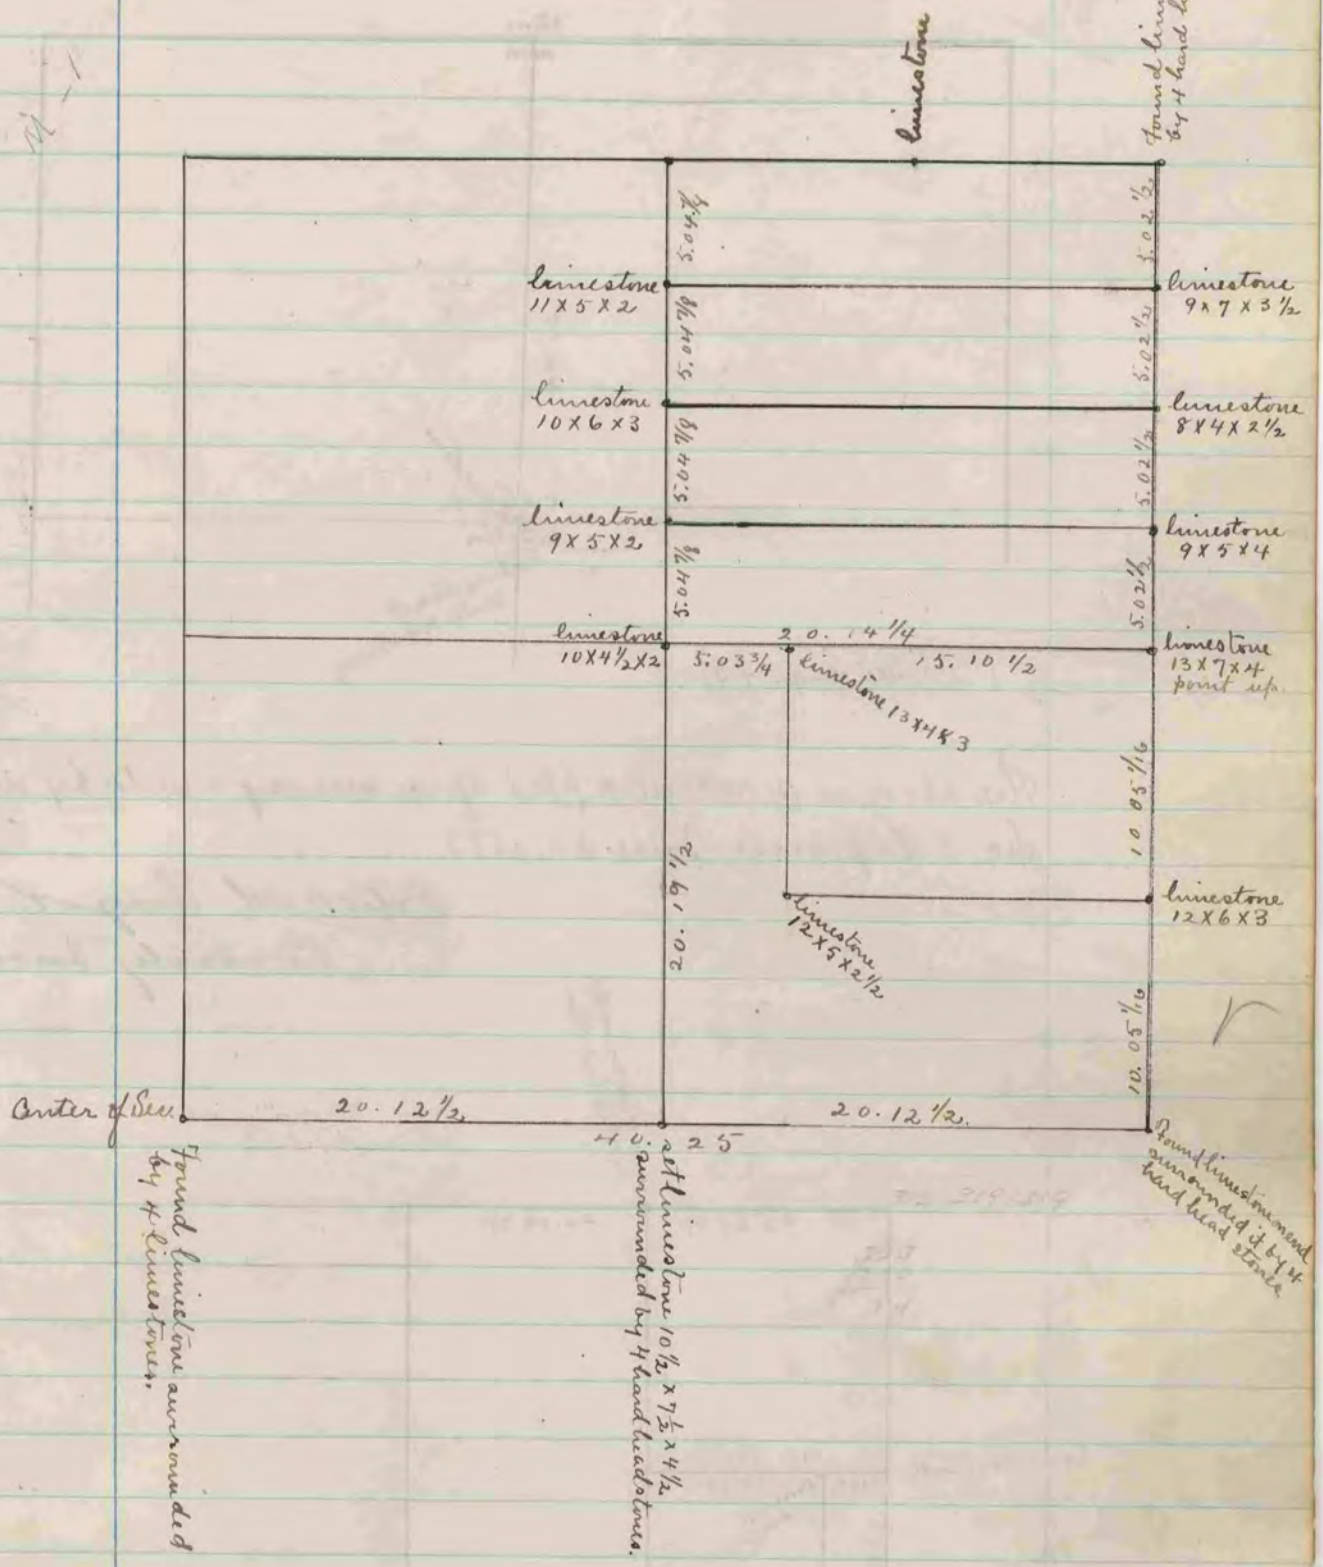 limestone
Found
by 4 hard
5.04 1/8
5.02 1/2
limestone
11 X 5 X 2
limestone
9 X 7 X 3 1/2
5.04 1/8
5.02 1/2
limestone
10 X 6 X 3
limestone
8 X 4 X 2 1/2
5.04 1/8
5.02 1/2
limestone
9 X 5 X 2
limestone
9 X 5 X 4
5.04 1/8
5.02 1/2
limestone
10 X 4 1/2 X 2
20.14 1/4
5.03 3/4
15.10 1/2
limestone 13 X 4 X 3
limestone
13 X 7 X 4
point up.
10.05 1/16
20.19 1/2
limestone
12 X 5 X 2 1/2
limestone
12 X 6 X 3
10.05 1/16
Center of Sec.
20.12 1/2
20.12 1/2.
40.25
Found limestone surrounded
by 4 limestones.
set limestone 10 1/2 X 7 1/2 X 4 1/2
surrounded by 4 hard head stones.
Found limestone
surrounded it by 4
hard head stones